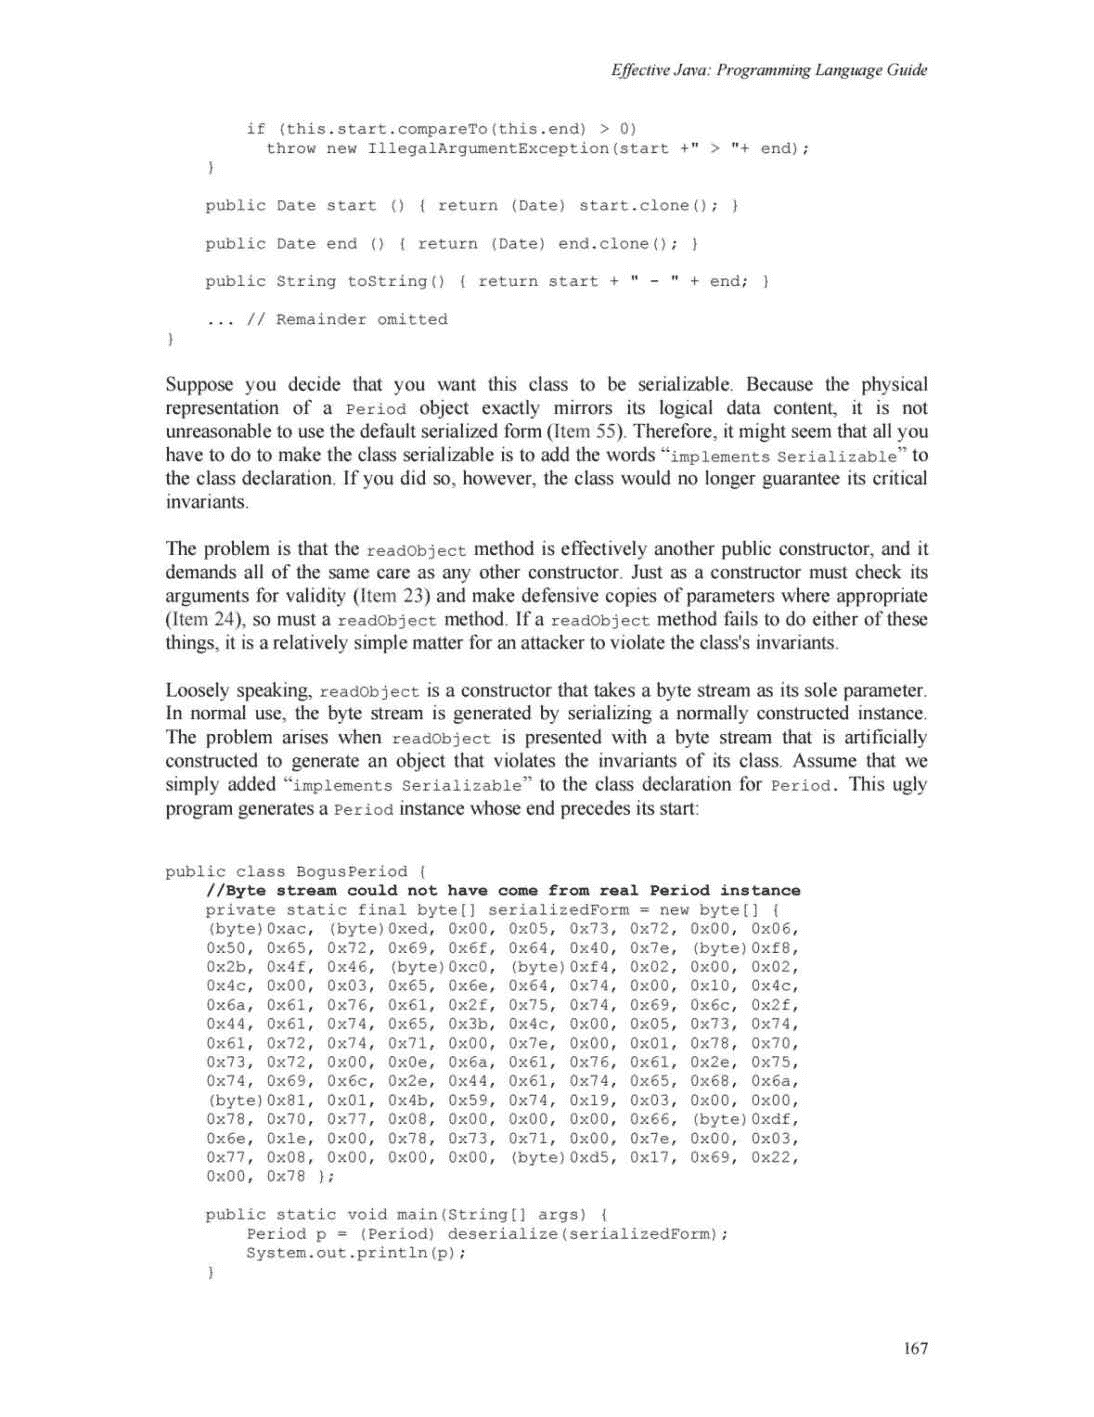 Effective Java: Programming Language Guide
if (this.start.compareTo(this.end) > 0)
throw new IllegalArgumentException(start +" > "+ end);
}
public Date start () { return (Date) start.clone(); }
public Date end () { return (Date) end.clone(); }
public String toString() { return start + " - " + end; }
... // Remainder omitted
}
Suppose you decide that you want this class to be serializable. Because the physical
representation of a Period object exactly mirrors its logical data content, it is not
unreasonable to use the default serialized form (Item 55). Therefore, it might seem that all you
have to do to make the class serializable is to add the words “implements Serializable” to
the class declaration. If you did so, however, the class would no longer guarantee its critical
invariants.
The problem is that the readObject method is effectively another public constructor, and it
demands all of the same care as any other constructor. Just as a constructor must check its
arguments for validity (Item 23) and make defensive copies of parameters where appropriate
(Item 24), so must a readObject method. If a readObject method fails to do either of these
things, it is a relatively simple matter for an attacker to violate the class's invariants.
Loosely speaking, readObject is a constructor that takes a byte stream as its sole parameter.
In normal use, the byte stream is generated by serializing a normally constructed instance.
The problem arises when readObject is presented with a byte stream that is artificially
constructed to generate an object that violates the invariants of its class. Assume that we
simply added “implements Serializable” to the class declaration for Period. This ugly
program generates a Period instance whose end precedes its start:
public class BogusPeriod {
//Byte stream could not have come from real Period instance
private static final byte[] serializedForm = new byte[] {
(byte)0xac, (byte)0xed, 0x00, 0x05, 0x73, 0x72, 0x00, 0x06,
0x50, 0x65, 0x72, 0x69, 0x6f, 0x64, 0x40, 0x7e, (byte)0xf8,
0x2b, 0x4f, 0x46, (byte)0xc0, (byte)0xf4, 0x02, 0x00, 0x02,
0x4c, 0x00, 0x03, 0x65, 0x6e, 0x64, 0x74, 0x00, 0x10, 0x4c,
0x6a, 0x61, 0x76, 0x61, 0x2f, 0x75, 0x74, 0x69, 0x6c, 0x2f,
0x44, 0x61, 0x74, 0x65, 0x3b, 0x4c, 0x00, 0x05, 0x73, 0x74,
0x61, 0x72, 0x74, 0x71, 0x00, 0x7e, 0x00, 0x01, 0x78, 0x70,
0x73, 0x72, 0x00, 0x0e, 0x6a, 0x61, 0x76, 0x61, 0x2e, 0x75,
0x74, 0x69, 0x6c, 0x2e, 0x44, 0x61, 0x74, 0x65, 0x68, 0x6a,
(byte)0x81, 0x01, 0x4b, 0x59, 0x74, 0x19, 0x03, 0x00, 0x00,
0x78, 0x70, 0x77, 0x08, 0x00, 0x00, 0x00, 0x66, (byte)0xdf,
0x6e, 0x1e, 0x00, 0x78, 0x73, 0x71, 0x00, 0x7e, 0x00, 0x03,
0x77, 0x08, 0x00, 0x00, 0x00, (byte)0xd5, 0x17, 0x69, 0x22,
0x00, 0x78 };
public static void main(String[] args) {
Period p = (Period) deserialize(serializedForm);
System.out.println(p);
}
167